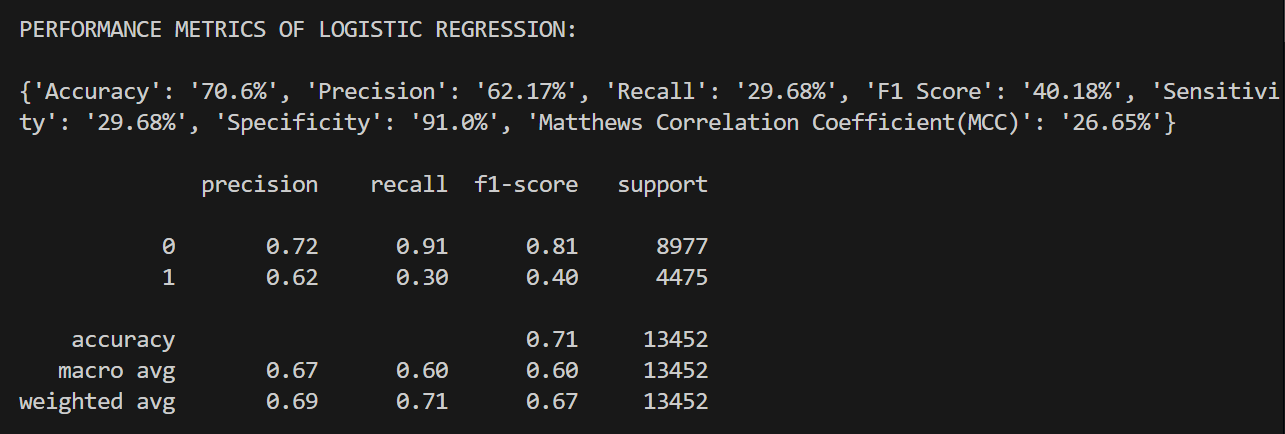 PERFORMANCE METRICS OF LOGISTIC REGRESSION:
{'Accuracy': '70.6%', 'Precision': '62.17%', 'Recall': '29.68%', 'F1 Score': '40.18%', 'Sensitivi
ty': '29.68%', 'Specificity': '91.0%', 'Matthews Correlation Coefficient(MCC)': '26.65%'}
precision recall f1-score support
0 0.72 0.91 0.81 8977
1 0.62 0.30 0.40 4475
accuracy 0.71 13452
macro avg 0.67 0.60 0.60 13452
weighted avg 0.69 0.71 0.67 13452